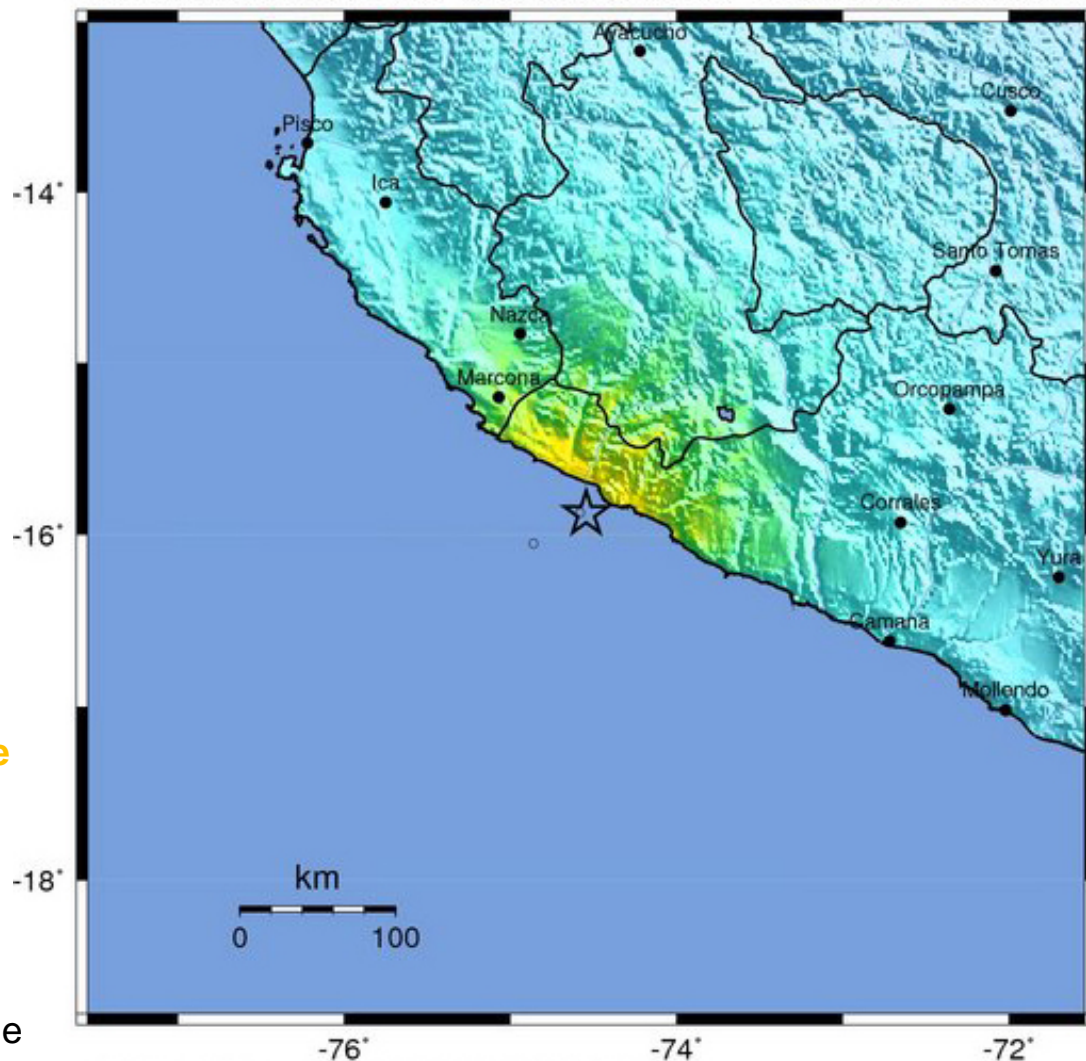 Ayacucho
Cusco
Pisco
-14°
Ica
Santo Tomas
Nazca
Marcona
Orcopampa
Corrales
-16°
Yura
Camana
Mollendo
e
km
-18°
0 100
e
-76° -74° -72°